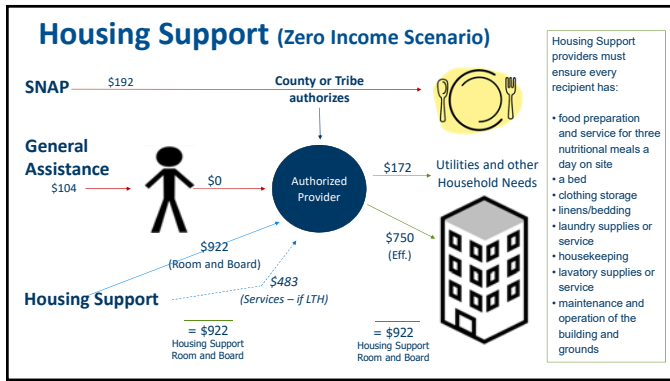 Housing Support (Zero Income Scenario)
SNAP
$192
County or Tribe
authorizes
General
Assistance
$104
$0
Authorized
Provider
$172
Utilities and other
Household Needs
$922
(Room and Board)
$750
(Eff.)
Housing Support
$483
(Services – if LTH)
= $922
Housing Support
Room and Board
= $922
Housing Support
Room and Board
Housing Support
providers must
ensure every
recipient has:
• food preparation
and service for three
nutritional meals a
day on site
• a bed
• clothing storage
• linens/bedding
• laundry supplies or
service
• housekeeping
• lavatory supplies or
service
• maintenance and
operation of the
building and
grounds